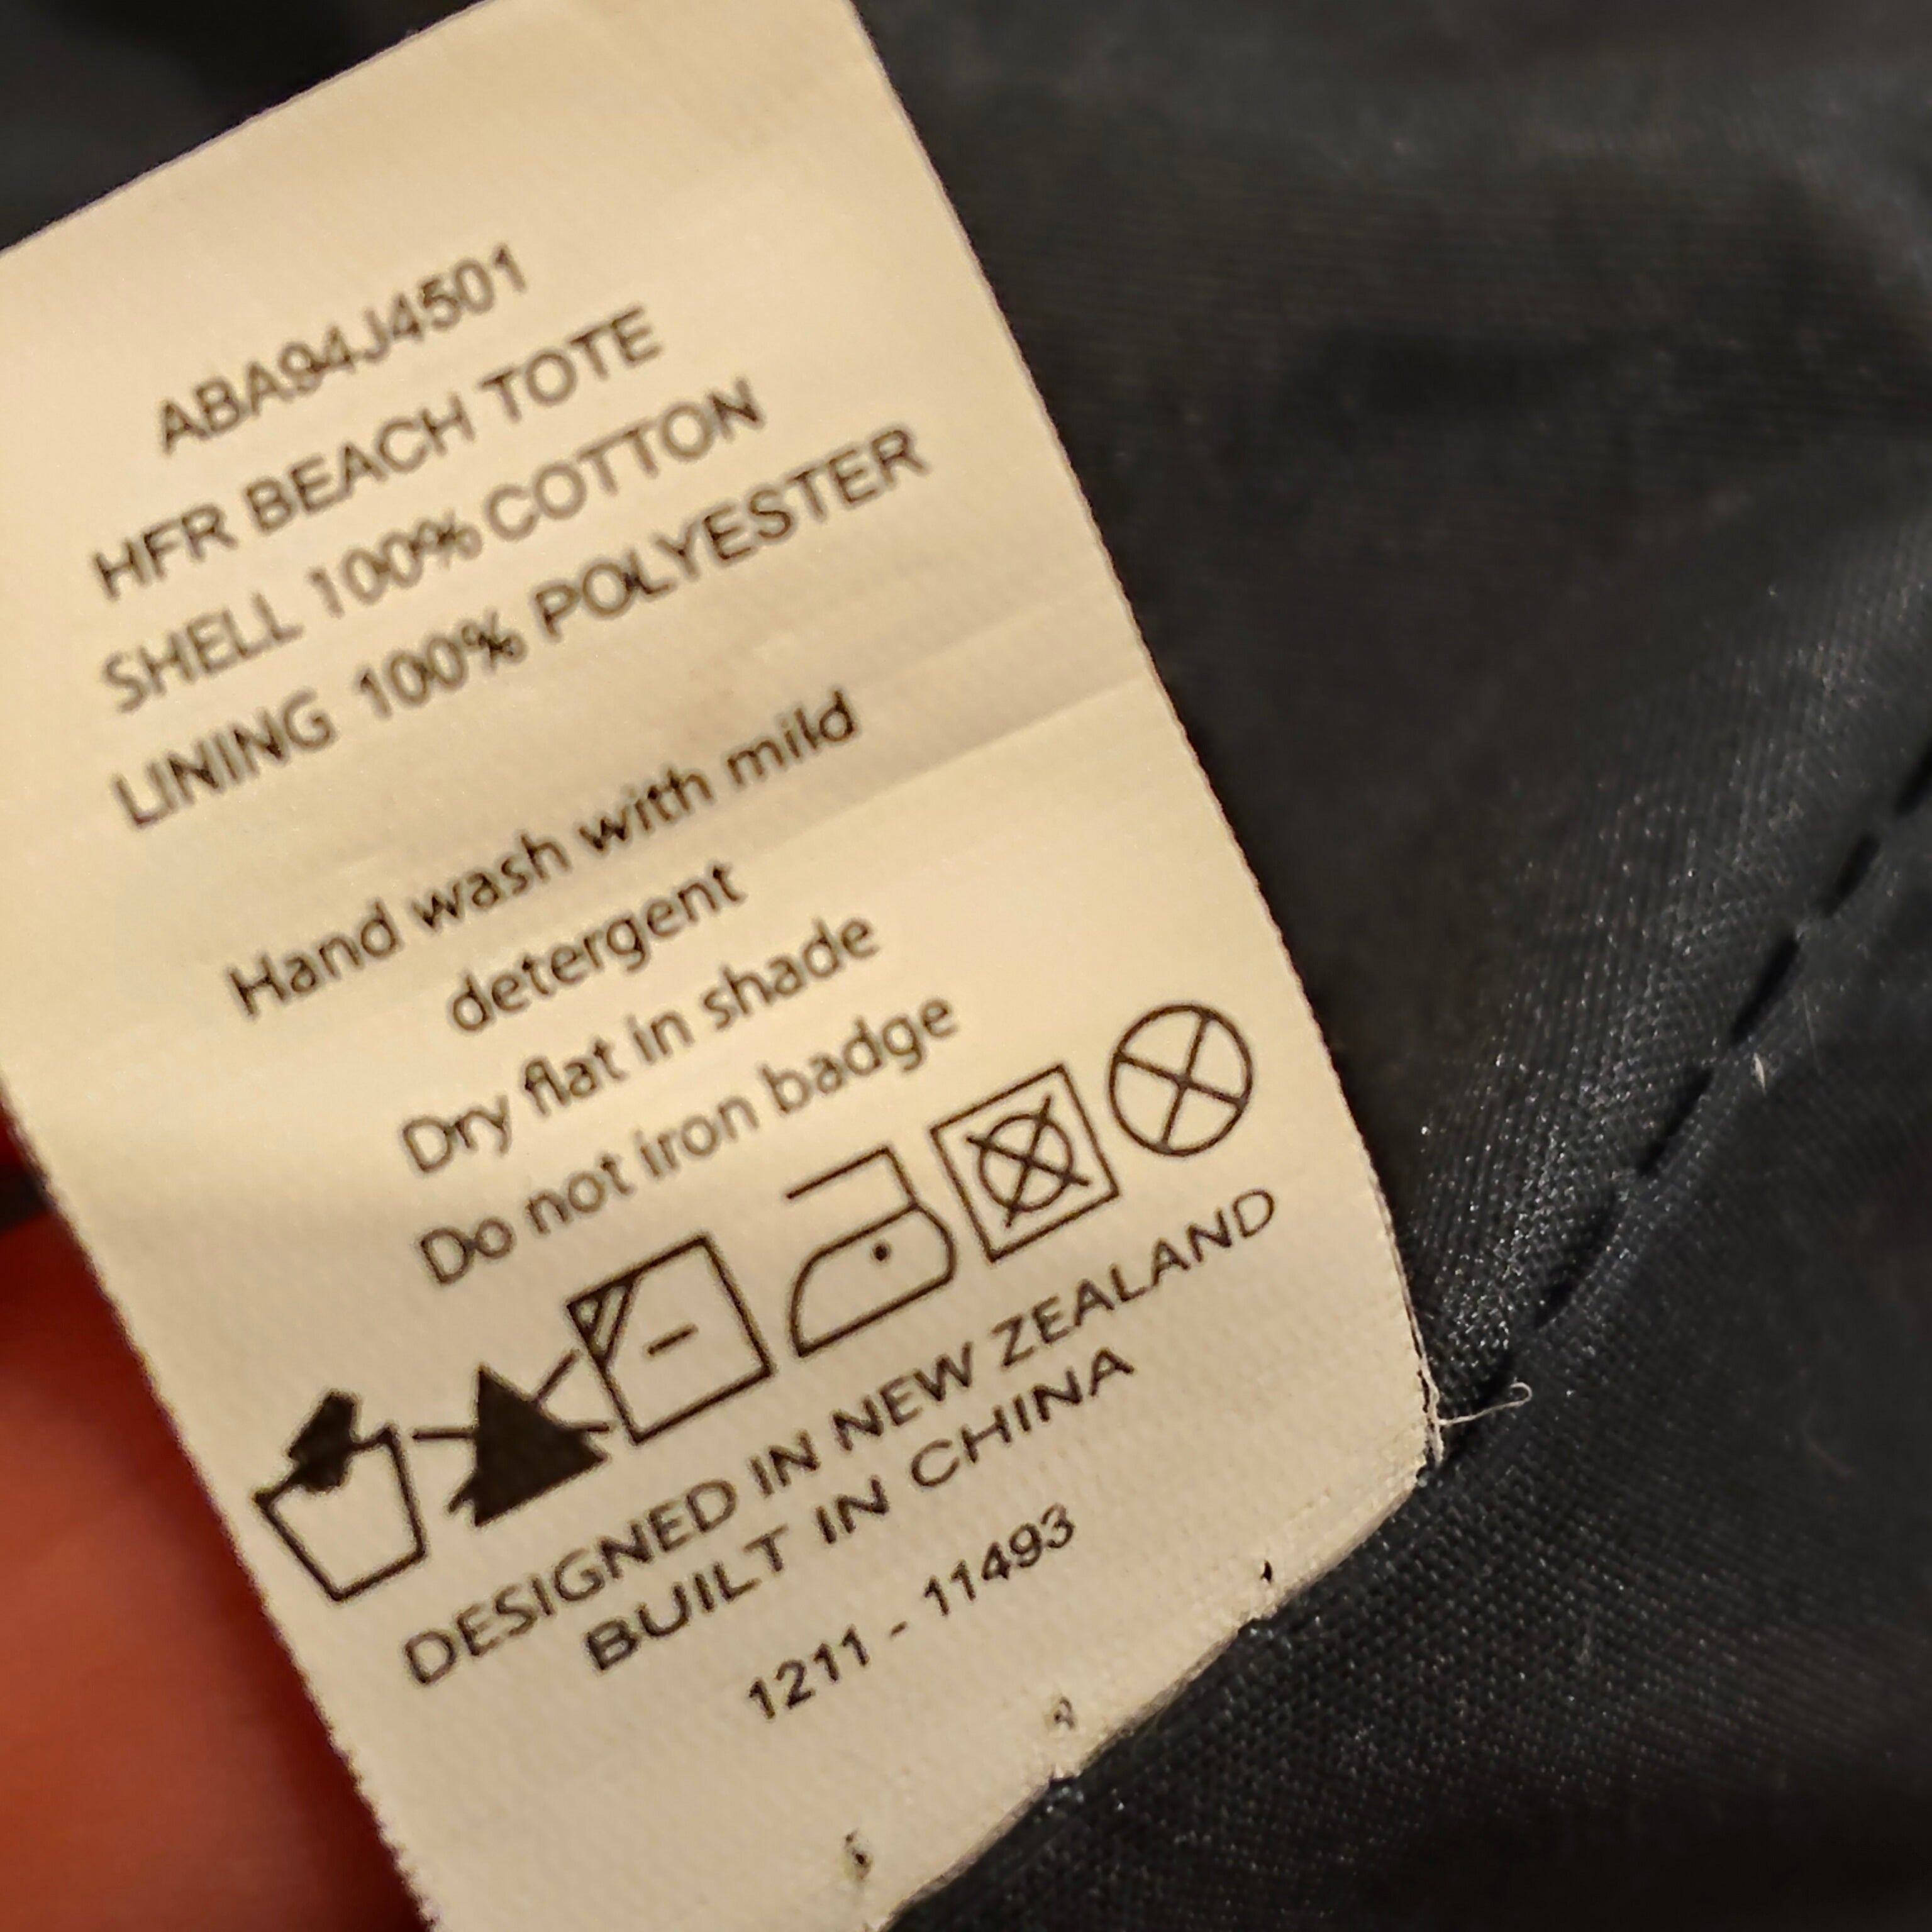 ABA94J4501
HFR BEACH TOTE
SHELL 100% COTTON
LINING 100% POLYESTER
Hand wash with mild
detergent
Dry flat in shade
Do not iron badge
DESIGNED IN NEW ZEALAND
BUILT IN CHINA
1211 - 11493